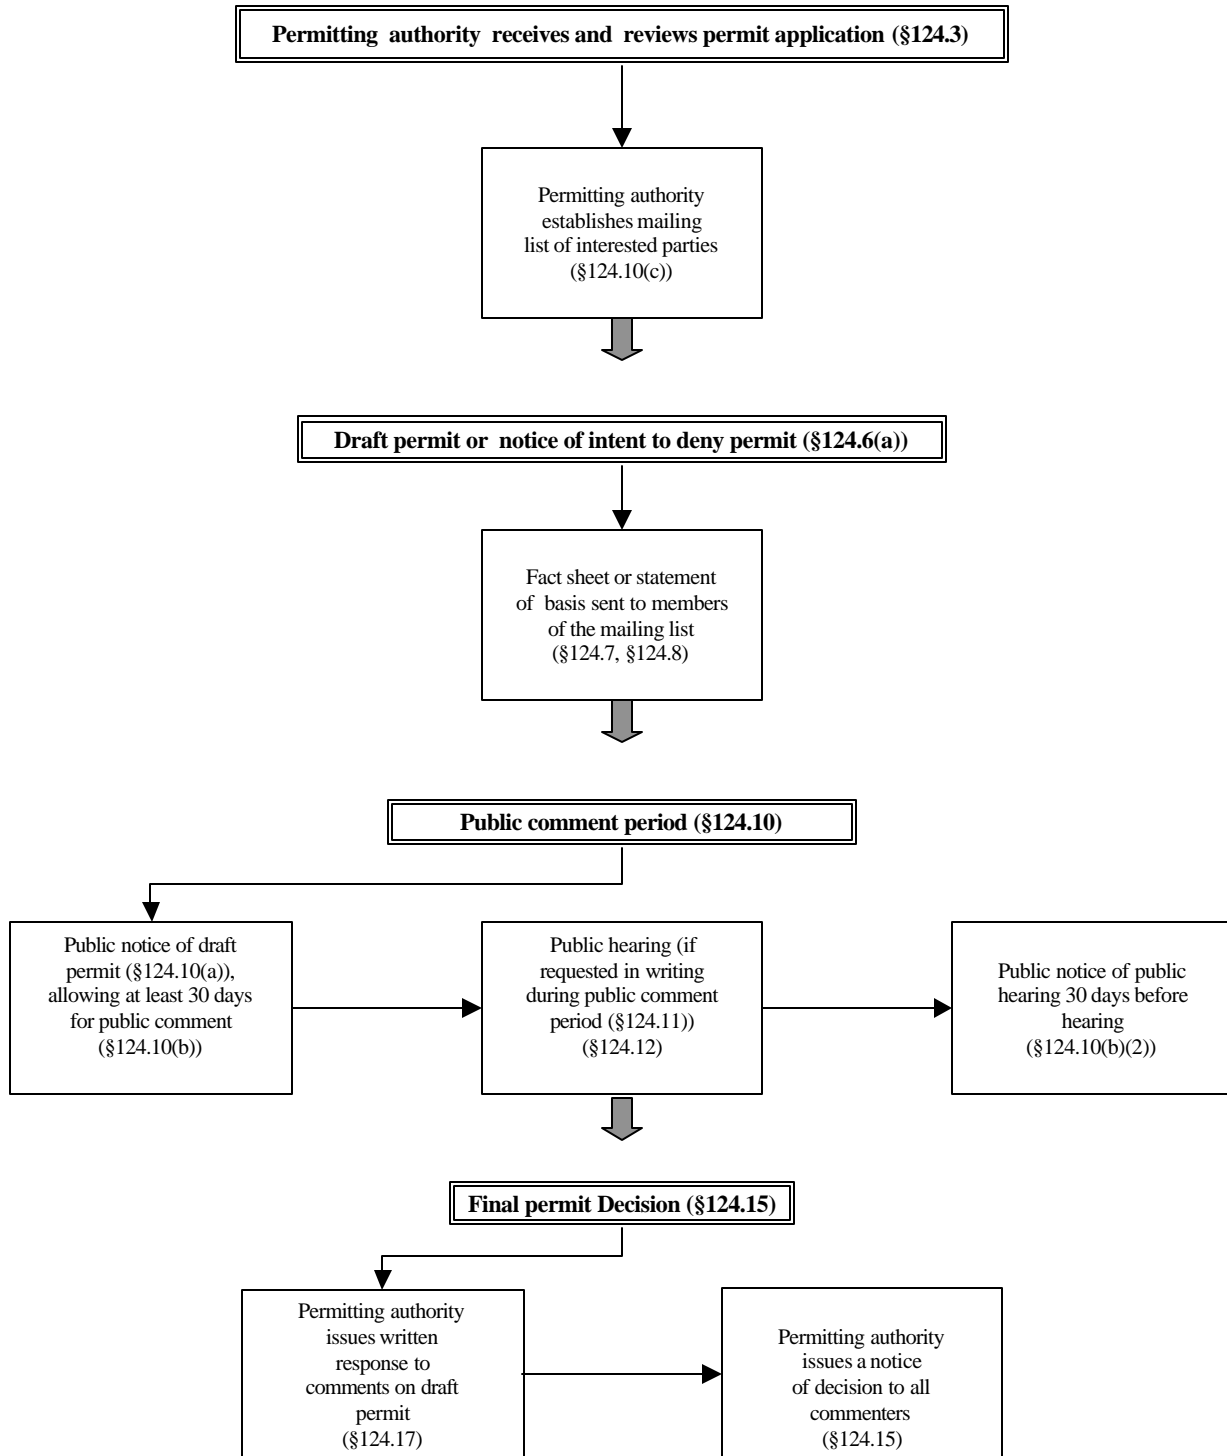 Permitting authority receives and reviews permit application (§124.3)
Permitting authority
establishes mailing
list of interested parties
(§124.10(c))
Draft permit or notice of intent to deny permit (§124.6(a))
Fact sheet or statement
of basis sent to members
of the mailing list
(§124.7, §124.8)
Public comment period (§124.10)
Public notice of draft
permit (§124.10(a)),
allowing at least 30 days
for public comment
(§124.10(b))
Public hearing (if
requested in writing
during public comment
period (§124.11))
(§124.12)
Public notice of public
hearing 30 days before
hearing
(§124.10(b)(2))
Final permit Decision (§124.15)
Permitting authority
issues written
response to
comments on draft
permit
(§124.17)
Permitting authority
issues a notice
of decision to all
commenters
(§124.15)